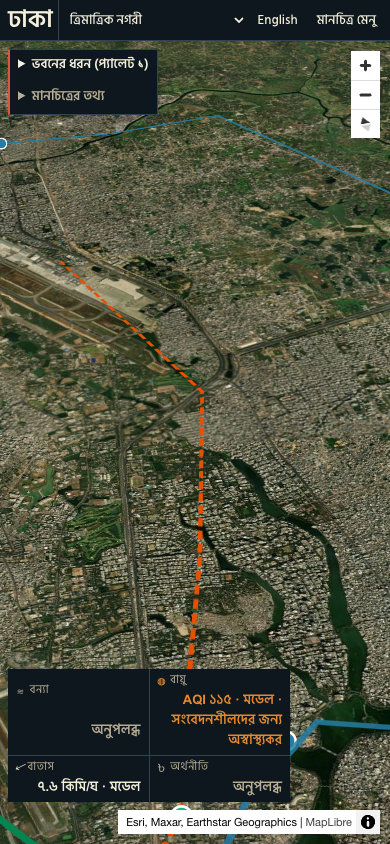 ঢাকা ত্রিমাত্রিক নগরী English মানচিত্র মেনু
▶ ভবনের ধরন (প্যালেট ১)
▶ মানচিত্রের তথ্য
বন্যা
অনুপলব্ধ
বায়ু
AQI ১১৫ · মডেল ·
সংবেদনশীলদের জন্য
অস্বাস্থ্যকর
বাতাস
৭.৬ কিমি/ঘ · মডেল
৳ অর্থনীতি
অনুপলব্ধ
Esri, Maxar, Earthstar Geographics | MapLibre